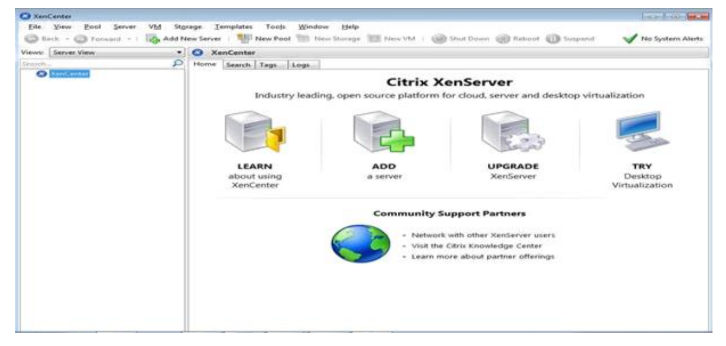 XenCenter
File View Pool Server VM Storage Templates Tools Window Help
Back Forward Add New Server New Pool New Storage New VM Shut Down Reboot Suspend No System Alerts
Views: Server View XenCenter
Search... Home Search Tags Logs
XenCenter
Citrix XenServer
Industry leading, open source platform for cloud, server and desktop virtualization
LEARN ADD UPGRADE TRY
about using a server XenServer Desktop
XenCenter Virtualization
Community Support Partners
- Network with other XenServer users
- Visit the Citrix Knowledge Center
- Learn more about partner offerings